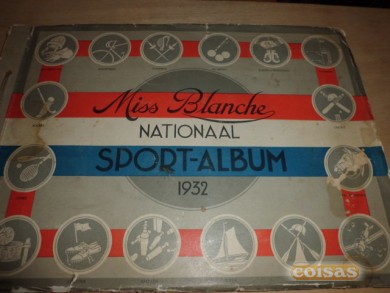 Miss Blanche
NATIONAAL
SPORT-ALBUM
1932
coisas